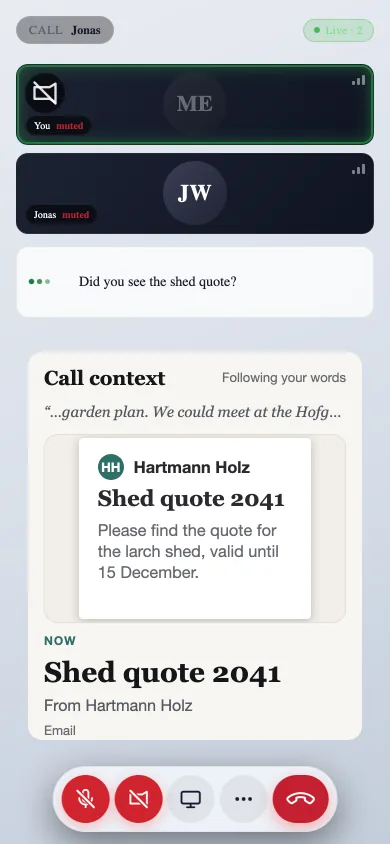 CALL Jonas
Live · 2
ME
You muted
JW
Jonas muted
Did you see the shed quote?
Call context
Following your words
“...garden plan. We could meet at the Hofg...
HH Hartmann Holz
Shed quote 2041
Please find the quote for
the larch shed, valid until
15 December.
NOW
Shed quote 2041
From Hartmann Holz
Email